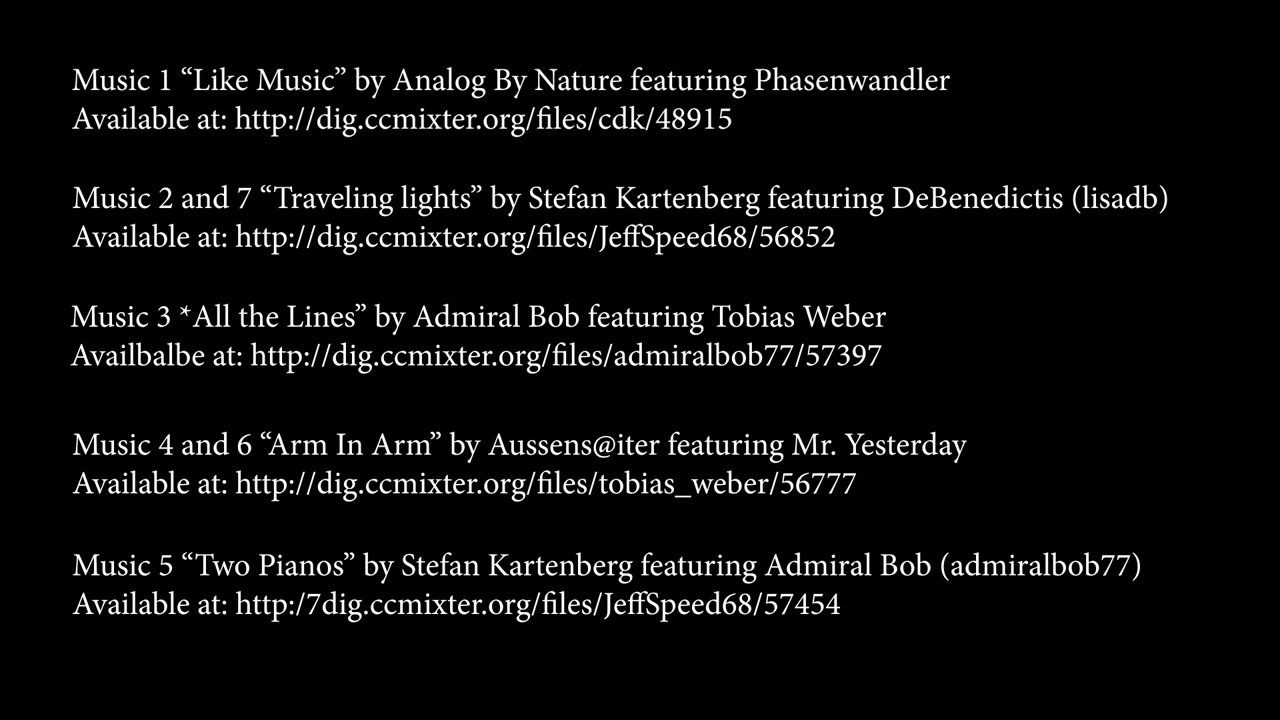 Music 1 “Like Music” by Analog By Nature featuring Phasenwandler
Available at: http://dig.ccmixter.org/files/cdk/48915
Music 2 and 7 “Traveling lights” by Stefan Kartenberg featuring DeBenedictis (lisadb)
Available at: http://dig.ccmixter.org/files/JeffSpeed68/56852
Music 3 *All the Lines” by Admiral Bob featuring Tobias Weber
Availbalbe at: http://dig.ccmixter.org/files/admiralbob77/57397
Music 4 and 6 “Arm In Arm” by Aussens@iter featuring Mr. Yesterday
Available at: http://dig.ccmixter.org/files/tobias_weber/56777
Music 5 “Two Pianos” by Stefan Kartenberg featuring Admiral Bob (admiralbob77)
Available at: http:/7dig.ccmixter.org/files/JeffSpeed68/57454